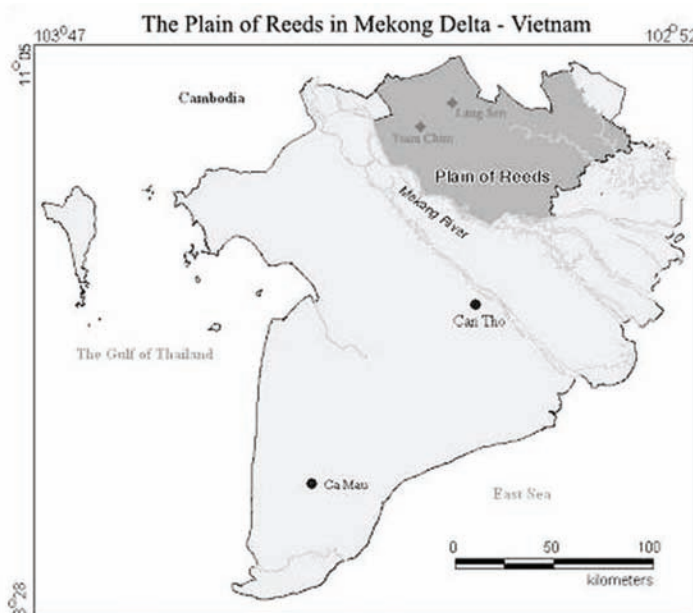 The Plain of Reeds in Mekong Delta - Vietnam
103°47
102°52
11°05
Cambodia
Lang Sen
Tram Chim
Plain of Reeds
Mekong River
Can Tho
The Gulf of Thailand
Ca Mau
East Sea
0 50 100
kilometers
8°28